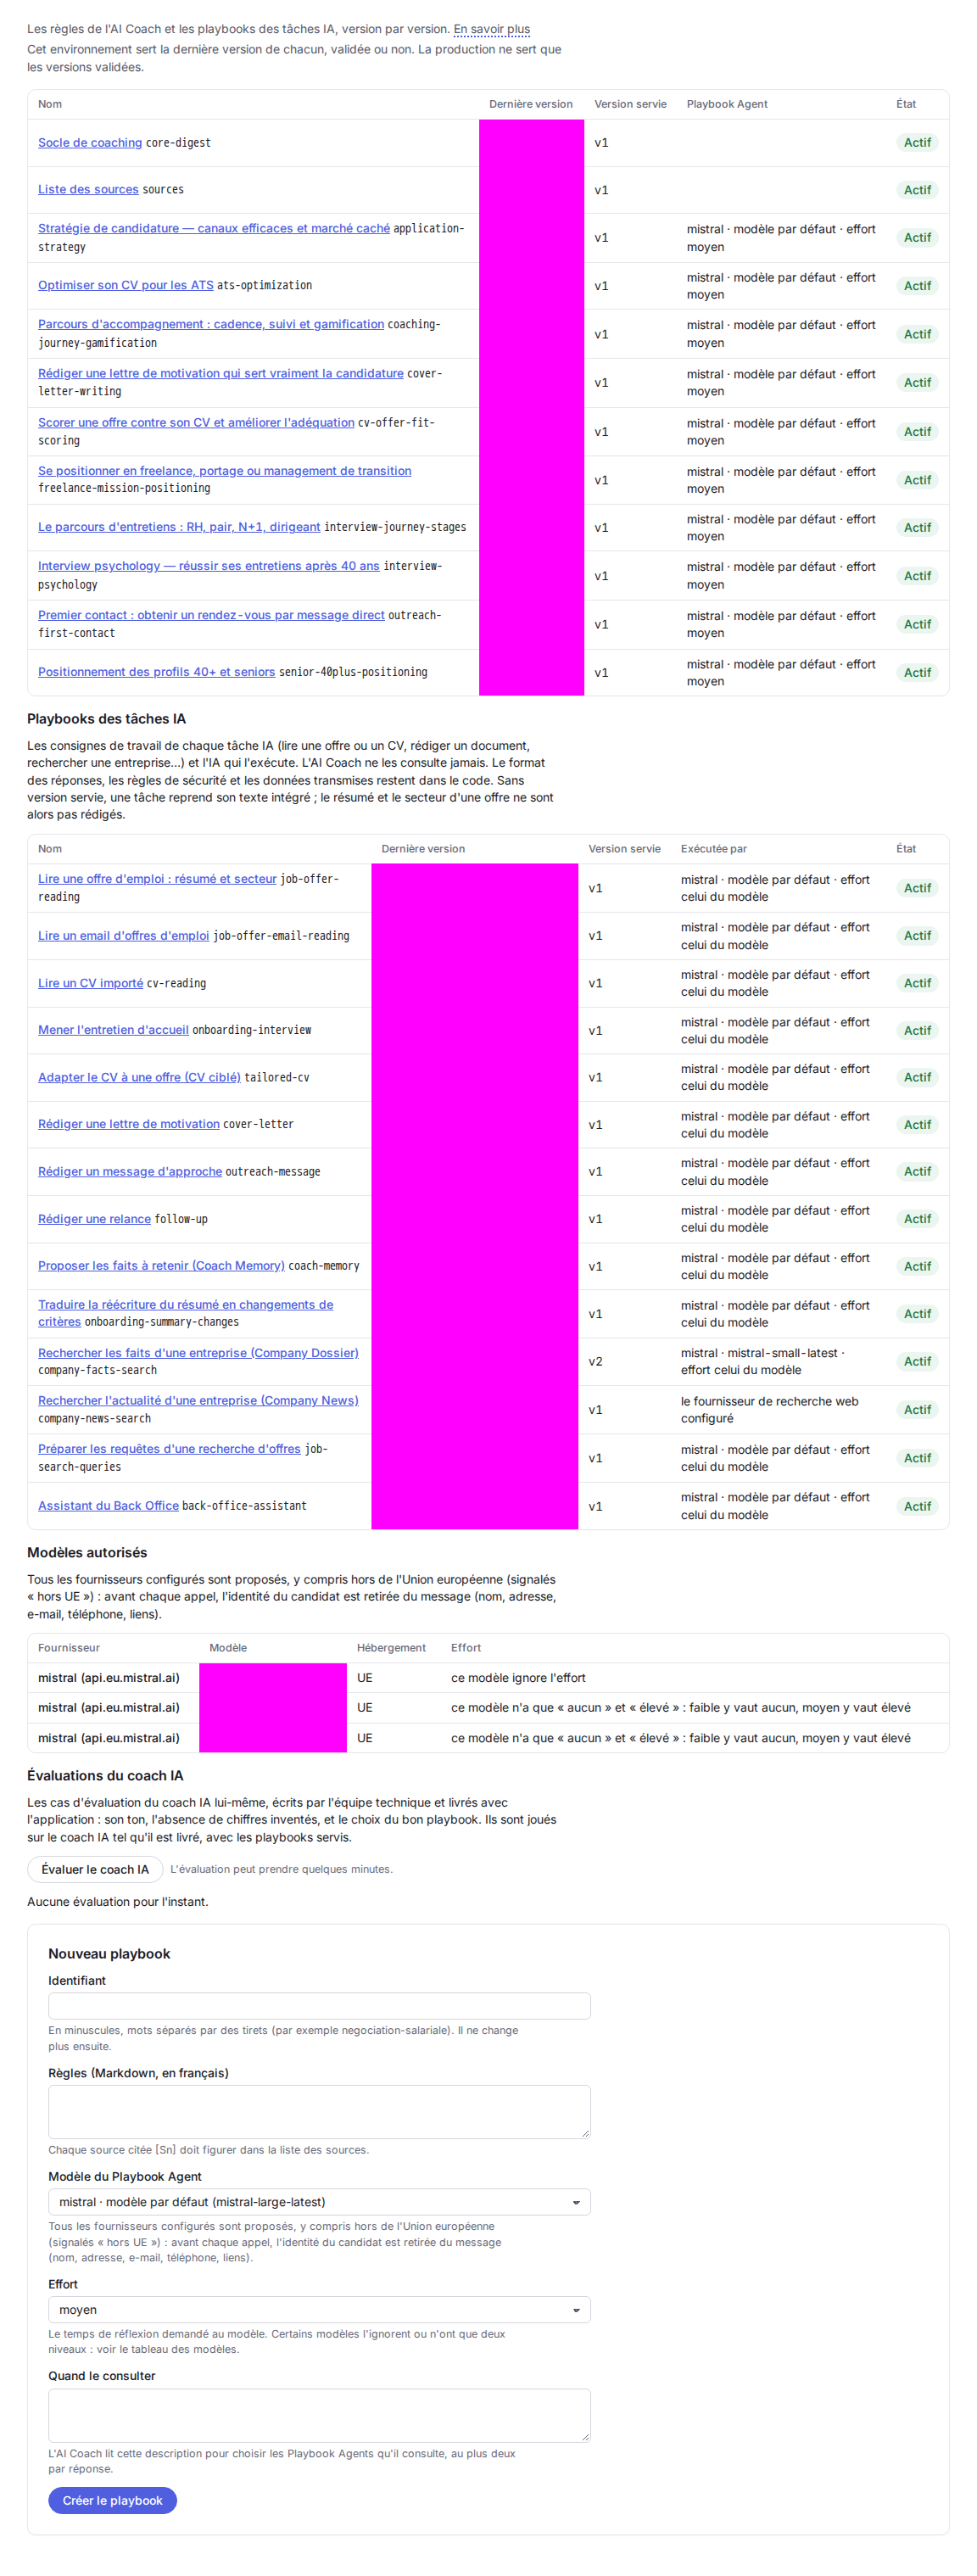 Les règles de l'AI Coach et les playbooks des tâches IA, version par version. En savoir plus
Cet environnement sert la dernière version de chacun, validée ou non. La production ne sert que
les versions validées.
Nom Dernière version Version servie Playbook Agent État
Socle de coaching core-digest v1 Actif
Liste des sources sources v1 Actif
Stratégie de candidature — canaux efficaces et marché caché application-
strategy v1 mistral · modèle par défaut · effort
moyen Actif
Optimiser son CV pour les ATS ats-optimization v1 mistral · modèle par défaut · effort
moyen Actif
Parcours d'accompagnement : cadence, suivi et gamification coaching-
journey-gamification v1 mistral · modèle par défaut · effort
moyen Actif
Rédiger une lettre de motivation qui sert vraiment la candidature cover-
letter-writing v1 mistral · modèle par défaut · effort
moyen Actif
Scorer une offre contre son CV et améliorer l'adéquation cv-offer-fit-
scoring v1 mistral · modèle par défaut · effort
moyen Actif
Se positionner en freelance, portage ou management de transition
freelance-mission-positioning v1 mistral · modèle par défaut · effort
moyen Actif
Le parcours d'entretiens : RH, pair, N+1, dirigeant interview-journey-stages v1 mistral · modèle par défaut · effort
moyen Actif
Interview psychology — réussir ses entretiens après 40 ans interview-
psychology v1 mistral · modèle par défaut · effort
moyen Actif
Premier contact : obtenir un rendez-vous par message direct outreach-
first-contact v1 mistral · modèle par défaut · effort
moyen Actif
Positionnement des profils 40+ et seniors senior-40plus-positioning v1 mistral · modèle par défaut · effort
moyen Actif
Playbooks des tâches IA
Les consignes de travail de chaque tâche IA (lire une offre ou un CV, rédiger un document,
rechercher une entreprise…) et l'IA qui l'exécute. L'AI Coach ne les consulte jamais. Le format
des réponses, les règles de sécurité et les données transmises restent dans le code. Sans
version servie, une tâche reprend son texte intégré ; le résumé et le secteur d'une offre ne sont
alors pas rédigés.
Nom Dernière version Version servie Exécutée par État
Lire une offre d'emploi : résumé et secteur job-offer-
reading v1 mistral · modèle par défaut · effort
celui du modèle Actif
Lire un email d'offres d'emploi job-offer-email-reading v1 mistral · modèle par défaut · effort
celui du modèle Actif
Lire un CV importé cv-reading v1 mistral · modèle par défaut · effort
celui du modèle Actif
Mener l'entretien d'accueil onboarding-interview v1 mistral · modèle par défaut · effort
celui du modèle Actif
Adapter le CV à une offre (CV ciblé) tailored-cv v1 mistral · modèle par défaut · effort
celui du modèle Actif
Rédiger une lettre de motivation cover-letter v1 mistral · modèle par défaut · effort
celui du modèle Actif
Rédiger un message d'approche outreach-message v1 mistral · modèle par défaut · effort
celui du modèle Actif
Rédiger une relance follow-up v1 mistral · modèle par défaut · effort
celui du modèle Actif
Proposer les faits à retenir (Coach Memory) coach-memory v1 mistral · modèle par défaut · effort
celui du modèle Actif
Traduire la réécriture du résumé en changements de
critères onboarding-summary-changes v1 mistral · modèle par défaut · effort
celui du modèle Actif
Rechercher les faits d'une entreprise (Company Dossier)
company-facts-search v2 mistral · mistral-small-latest ·
effort celui du modèle Actif
Rechercher l'actualité d'une entreprise (Company News)
company-news-search v1 le fournisseur de recherche web
configuré Actif
Préparer les requêtes d'une recherche d'offres job-
search-queries v1 mistral · modèle par défaut · effort
celui du modèle Actif
Assistant du Back Office back-office-assistant v1 mistral · modèle par défaut · effort
celui du modèle Actif
Modèles autorisés
Tous les fournisseurs configurés sont proposés, y compris hors de l'Union européenne (signalés
« hors UE ») : avant chaque appel, l'identité du candidat est retirée du message (nom, adresse,
e-mail, téléphone, liens).
Fournisseur Modèle Hébergement Effort
mistral (api.eu.mistral.ai) UE ce modèle ignore l'effort
mistral (api.eu.mistral.ai) UE ce modèle n'a que « aucun » et « élevé » : faible y vaut aucun, moyen y vaut élevé
mistral (api.eu.mistral.ai) UE ce modèle n'a que « aucun » et « élevé » : faible y vaut aucun, moyen y vaut élevé
Évaluations du coach IA
Les cas d'évaluation du coach IA lui-même, écrits par l'équipe technique et livrés avec
l'application : son ton, l'absence de chiffres inventés, et le choix du bon playbook. Ils sont joués
sur le coach IA tel qu'il est livré, avec les playbooks servis.
Évaluer le coach IA L'évaluation peut prendre quelques minutes.
Aucune évaluation pour l'instant.
Nouveau playbook
Identifiant
En minuscules, mots séparés par des tirets (par exemple negociation-salariale). Il ne change
plus ensuite.
Règles (Markdown, en français)
Chaque source citée [Sn] doit figurer dans la liste des sources.
Modèle du Playbook Agent
mistral · modèle par défaut (mistral-large-latest)
Tous les fournisseurs configurés sont proposés, y compris hors de l'Union européenne
(signalés « hors UE ») : avant chaque appel, l'identité du candidat est retirée du message
(nom, adresse, e-mail, téléphone, liens).
Effort
moyen
Le temps de réflexion demandé au modèle. Certains modèles l'ignorent ou n'ont que deux
niveaux : voir le tableau des modèles.
Quand le consulter
L'AI Coach lit cette description pour choisir les Playbook Agents qu'il consulte, au plus deux
par réponse.
Créer le playbook